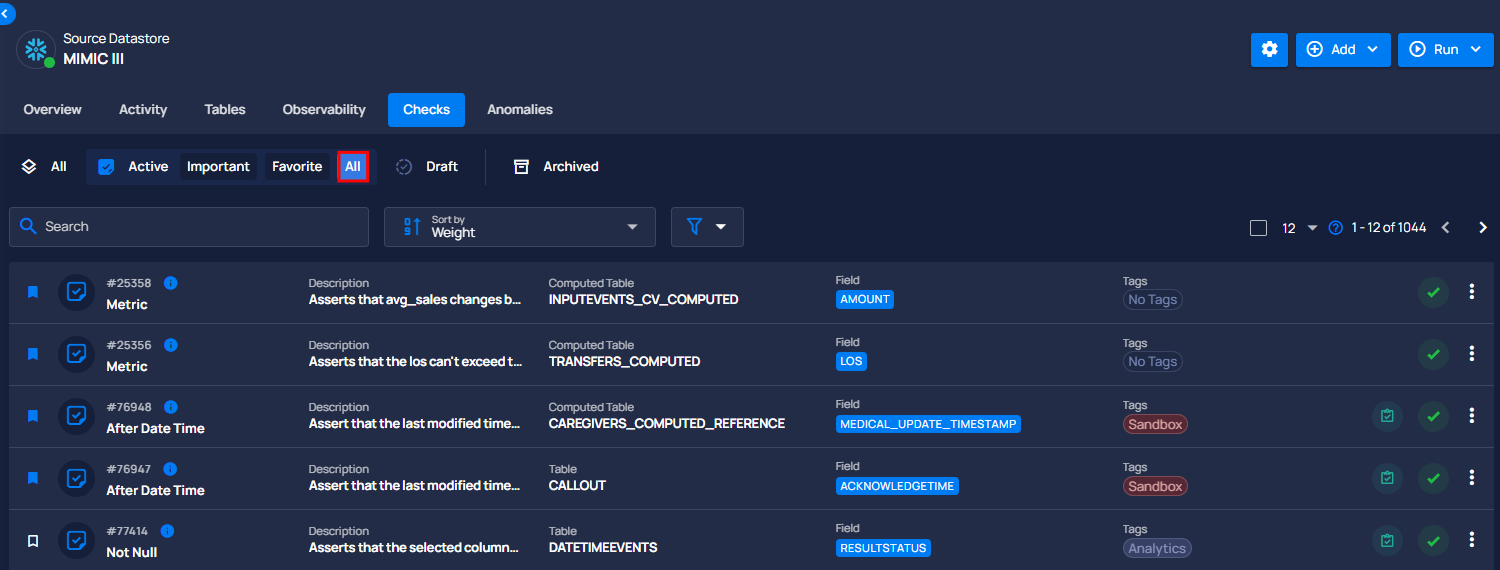 Source Datastore
MIMIC III
Add
Run
Overview Activity Tables Observability Checks Anomalies
All Active Important Favorite All Draft Archived
Search
Sort by
Weight
12 1 - 12 of 1044
#25358
Metric
Description
Asserts that avg_sales changes b...
Computed Table
INPUTEVENTS_CV_COMPUTED
Field
AMOUNT
Tags
No Tags
#25356
Metric
Description
Asserts that the los can't exceed t...
Computed Table
TRANSFERS_COMPUTED
Field
LOS
Tags
No Tags
#76948
After Date Time
Description
Assert that the last modified time...
Computed Table
CAREGIVERS_COMPUTED_REFERENCE
Field
MEDICAL_UPDATE_TIMESTAMP
Tags
Sandbox
#76947
After Date Time
Description
Assert that the last modified time...
Table
CALLOUT
Field
ACKNOWLEDGETIME
Tags
Sandbox
#77414
Not Null
Description
Asserts that the selected column...
Table
DATETIMEEVENTS
Field
RESULTSTATUS
Tags
Analytics